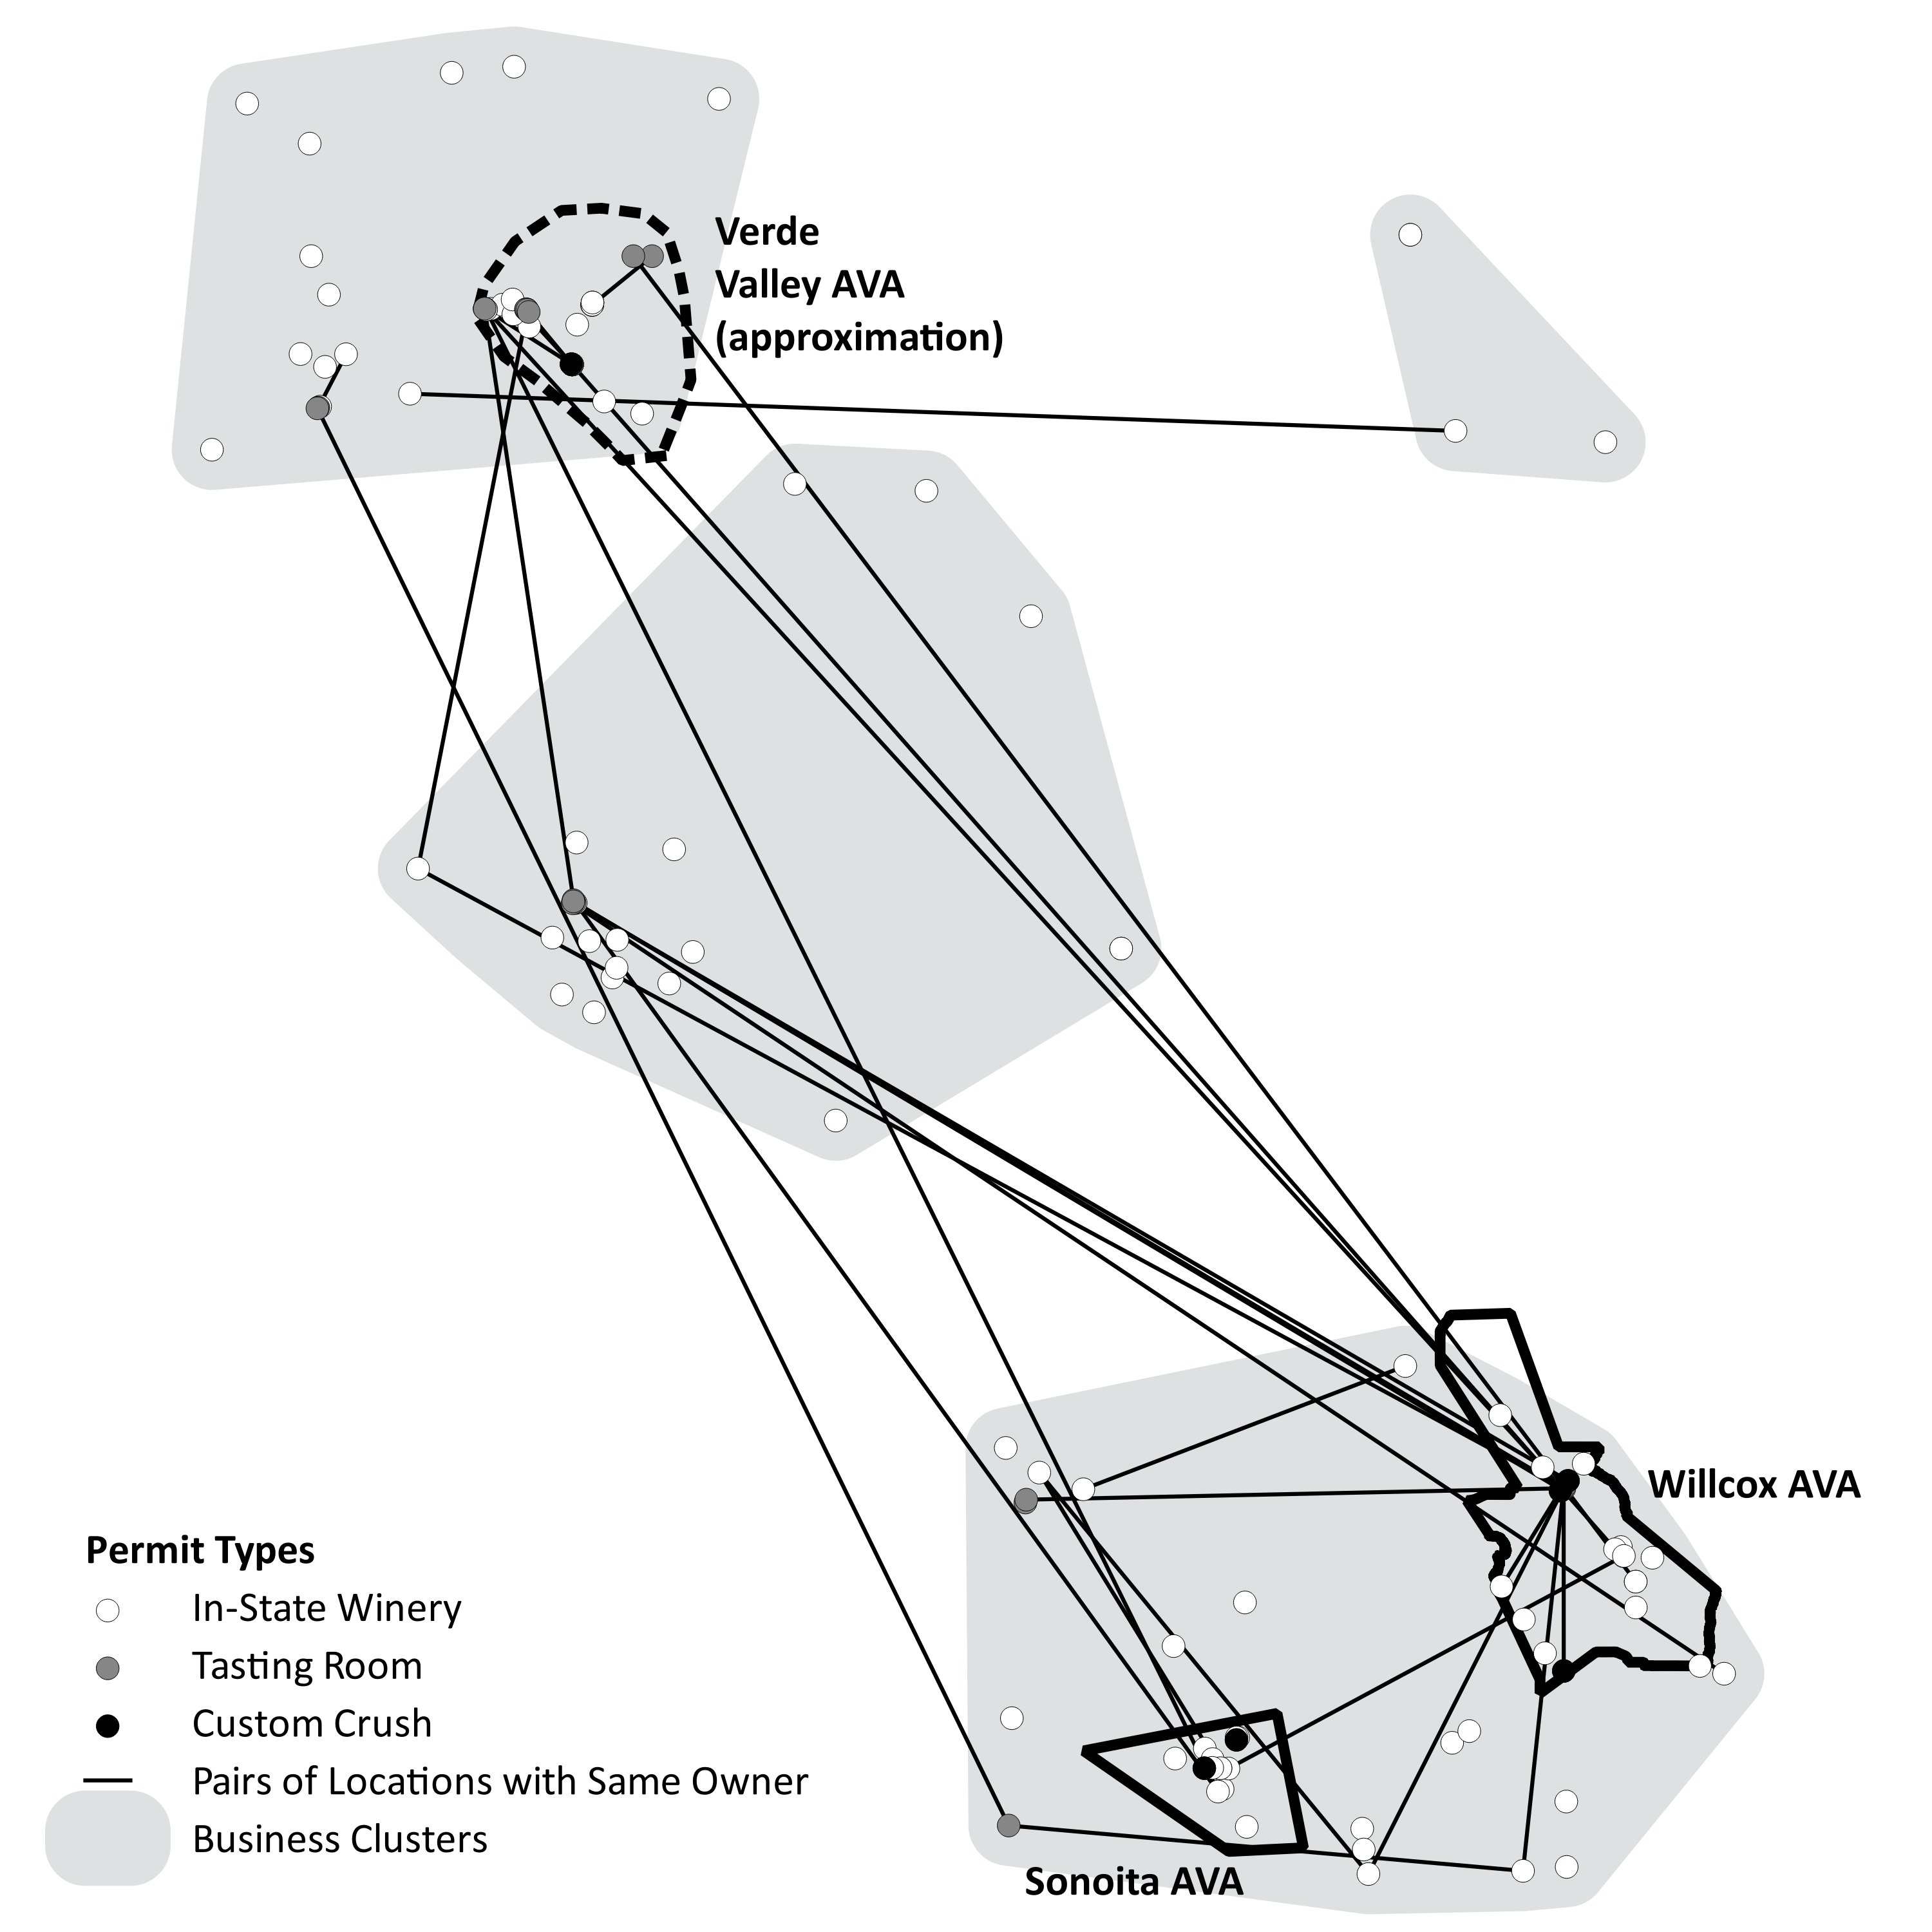 Verde
Valley AVA
(approximation)
Willcox AVA
Permit Types
In-State Winery
Tasting Room
Custom Crush
Pairs of Locations with Same Owner
Business Clusters
Sonoita AVA